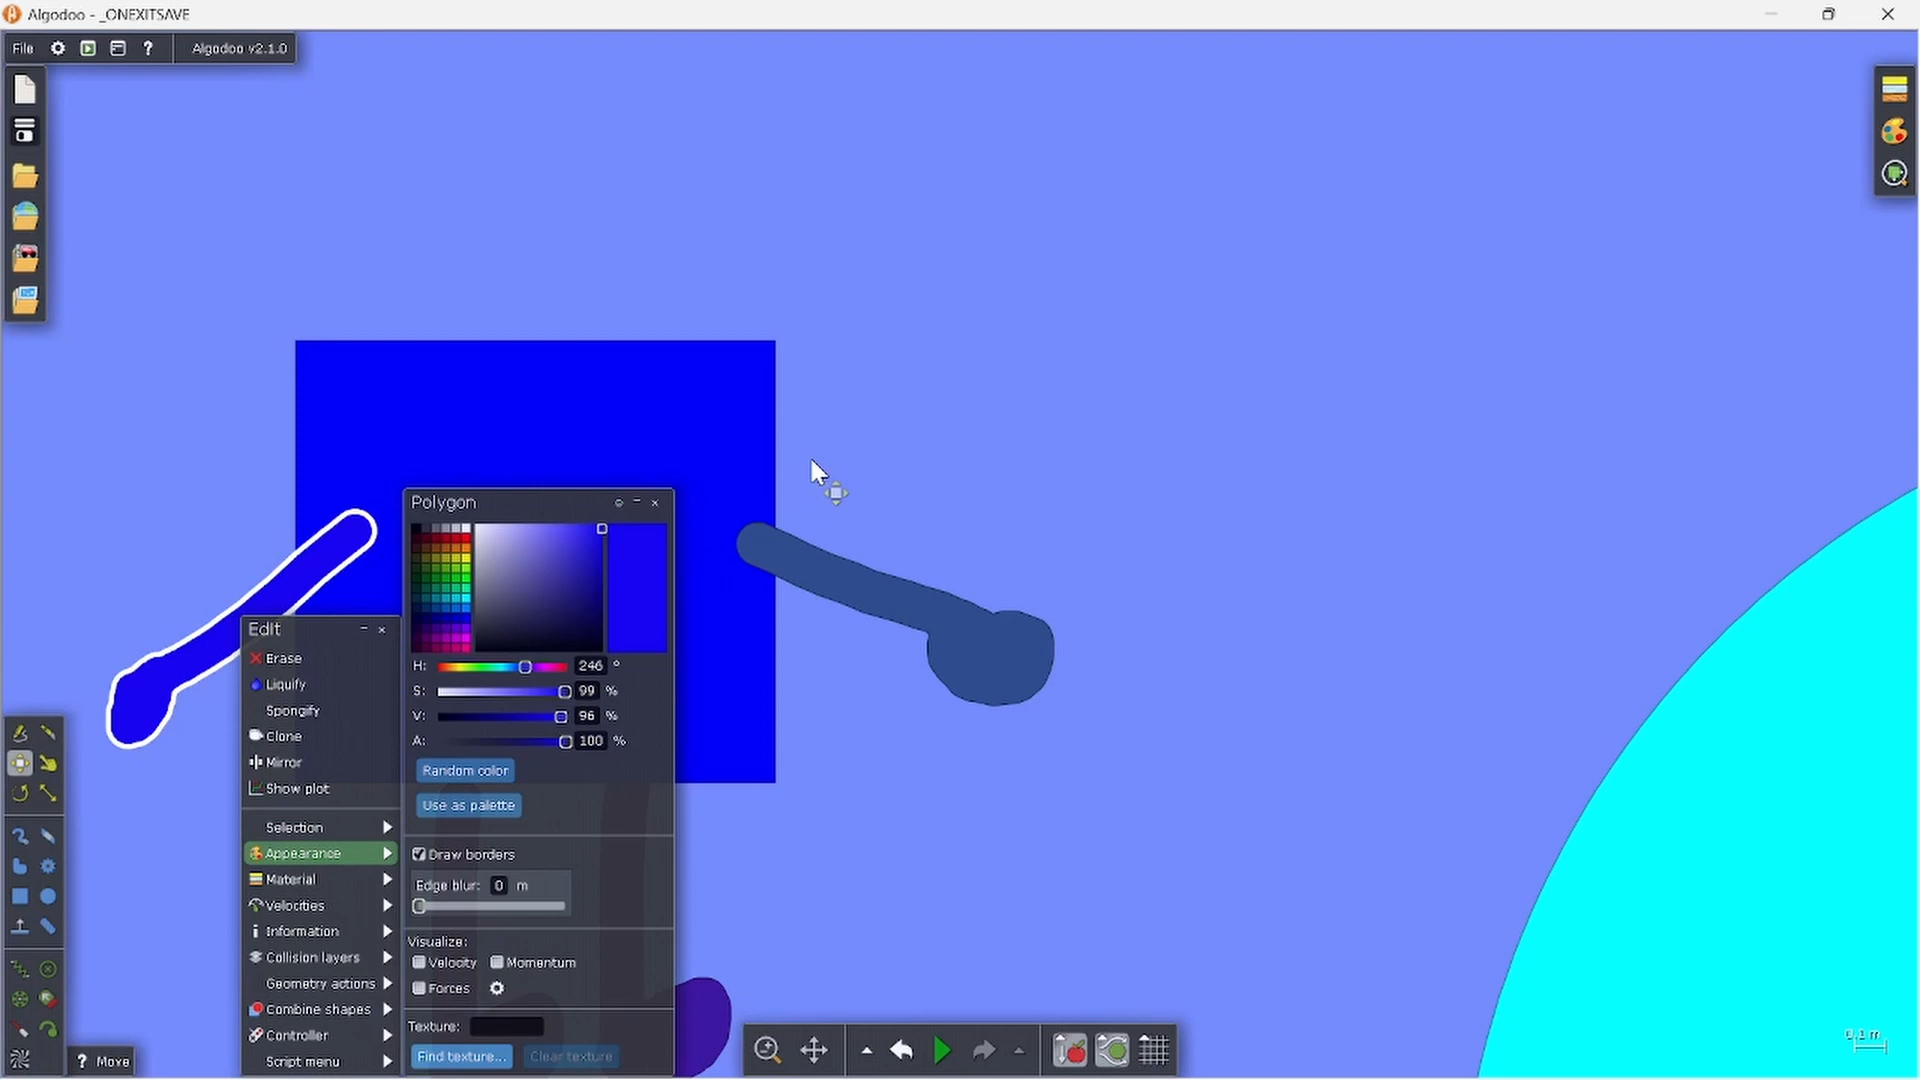 Algodoo - _ONEXITSAVE
File ? Algodoo v2.1.0
Polygon
H: 246 °
S: 99 %
V: 96 %
A: 100 %
Random color
Use as palette
Draw borders
Edge blur: 0 m
Visualize:
Velocity Momentum
Forces
Texture:
Find texture... Clear texture
Edit
Erase
Liquify
Spongify
Clone
Mirror
Show plot
Selection
Appearance
Material
Velocities
Information
Collision layers
Geometry actions
Combine shapes
Controller
Script menu
? Move
0,1 m